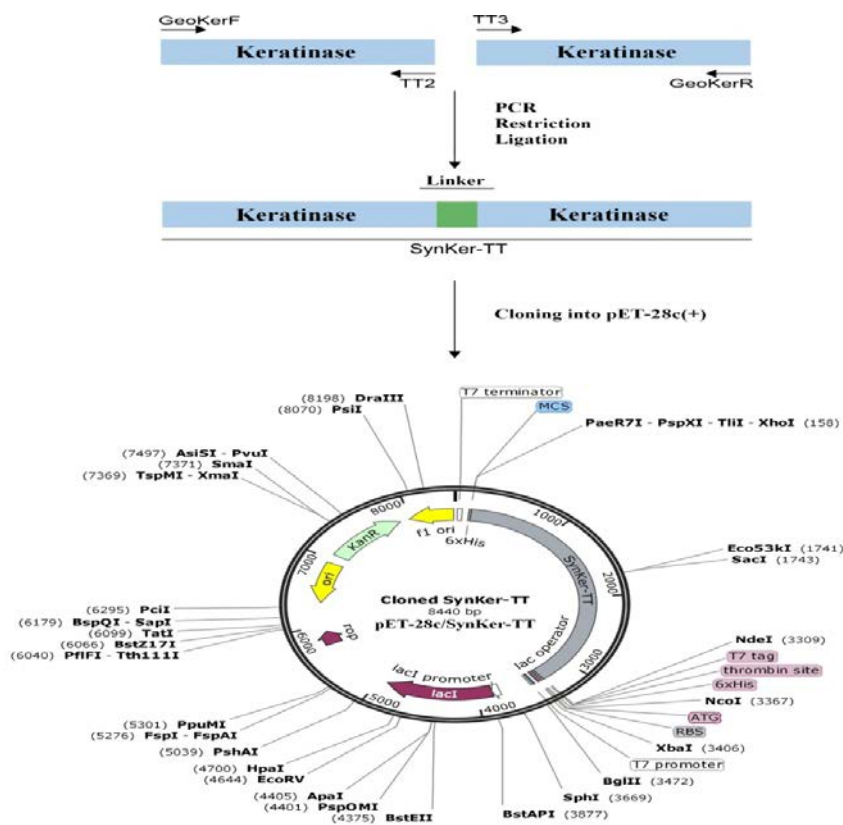 GeoKerF
TT3
Keratinase
Keratinase
TT2
GeoKerR
PCR
Restriction
Ligation
Linker
Keratinase
Keratinase
SynKer-TT
Cloning into pET-28c(+)
T7 terminator
(8198) DraIII
MCS
(8070) PsiI
PaeR7I - PspXI - TliI - XhoI (158)
(7497) AsiSI - PvuI
(7371) SmaI
(7369) TspMI - XmaI
8000
1000
KanR
f1 ori
6xHis
Eco53kI (1741)
SacI (1743)
2000
7000
SynKer-TT
ori
Cloned SynKer-TT
8440 bp
pET-28c/SynKer-TT
(6295) PciI
(6179) BspQI - SapI
(6099) TatI
(6066) BstZ17I
(6040) PflFI - Tth111I
6000
rop
lac operator
3000
NdeI (3309)
T7 tag
thrombin site
6xHis
NcoI (3367)
ATG
RBS
XbaI (3406)
T7 promoter
lacI promoter
lacI
5000
4000
(5301) PpuMI
(5276) FspI - FspAI
(5039) PshAI
(4700) HpaI
(4644) EcoRV
(4405) ApaI
(4401) PspOMI
(4375) BstEII
BglII (3472)
SphI (3669)
BstAPI (3877)